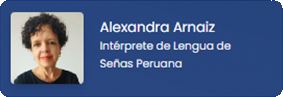 Alexandra Arnaiz
Intérprete de Lengua de
Señas Peruana